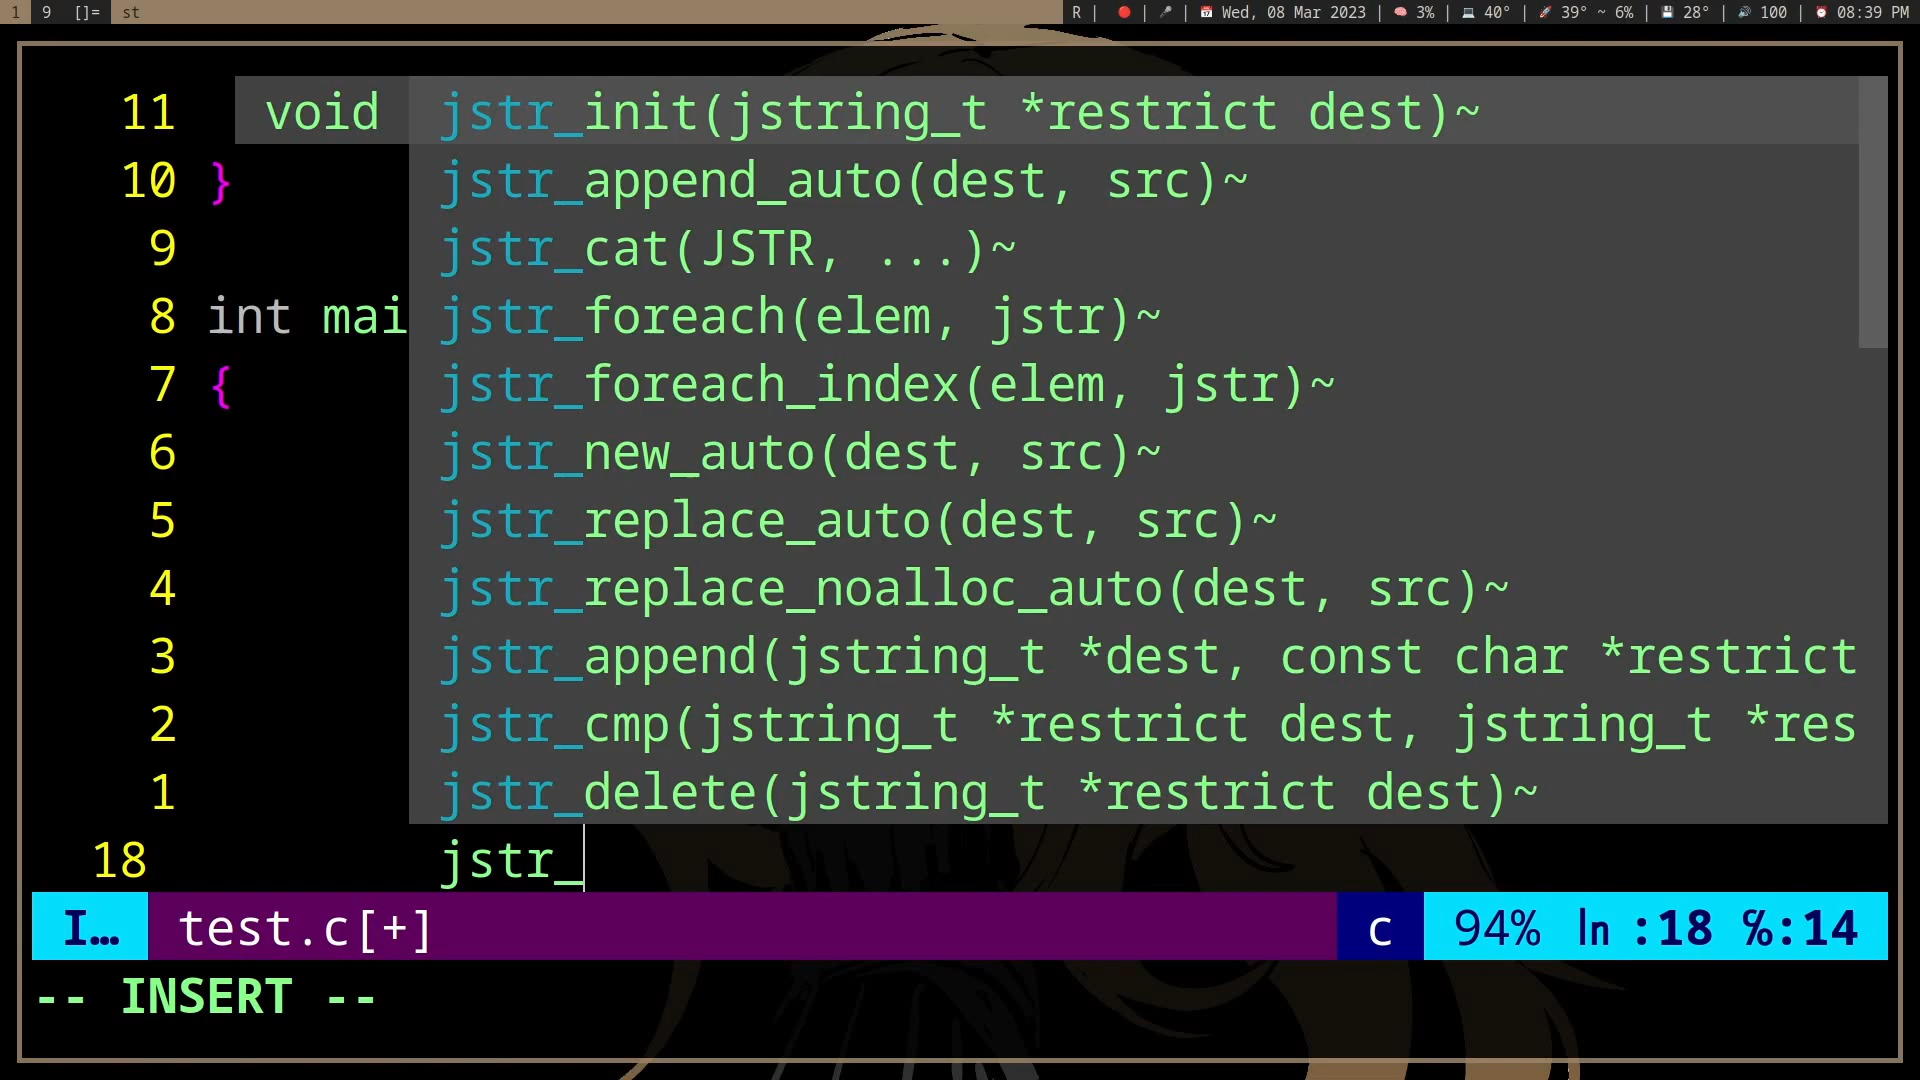 1 9 []= st R | 🔴 | 🎤 | 📅 Wed, 08 Mar 2023 | 🧠 3% | 💻 40° | 🚀 39° ~ 6% | 💾 28° | 🔊 100 | ⏰ 08:39 PM
11 void jstr_init(jstring_t *restrict dest)~
10 } jstr_append_auto(dest, src)~
9 jstr_cat(JSTR, ...)~
8 int mai jstr_foreach(elem, jstr)~
7 { jstr_foreach_index(elem, jstr)~
6 jstr_new_auto(dest, src)~
5 jstr_replace_auto(dest, src)~
4 jstr_replace_noalloc_auto(dest, src)~
3 jstr_append(jstring_t *dest, const char *restrict
2 jstr_cmp(jstring_t *restrict dest, jstring_t *res
1 jstr_delete(jstring_t *restrict dest)~
18 jstr_
I… test.c[+] c 94% ㏑ :18 ℅:14
-- INSERT --